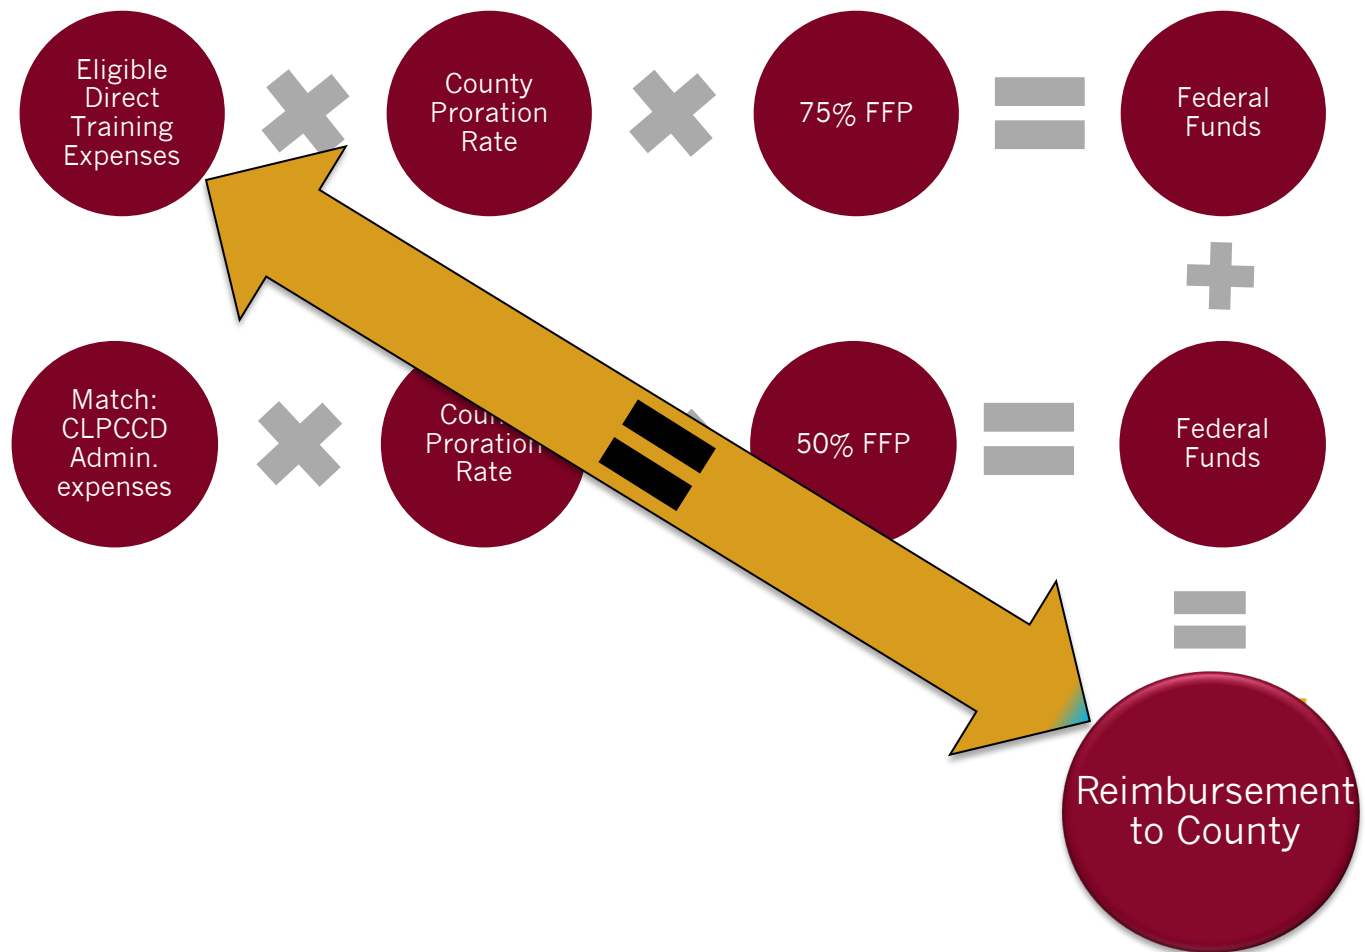 Eligible
Direct
Training
Expenses
County
Proration
Rate
75% FFP
Federal
Funds
Match:
CLPCCD
Admin.
expenses
Proration
Rate
50% FFP
Federal
Funds
Reimbursement
to County